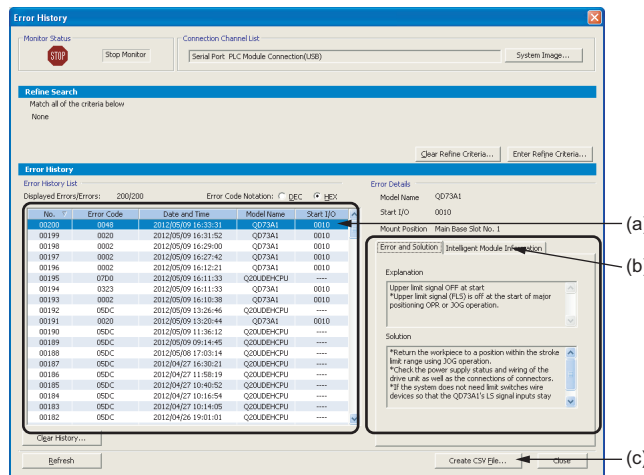 Error History
Monitor Status
Connection Channel List
STOP
Stop Monitor
Serial Port PLC Module Connection(USB)
System Image...
Refine Search
Match all of the criteria below
None
Clear Refine Criteria...
Enter Refine Criteria...
Error History
Error History List
Error Details
Displayed Errors/Errors: 200/200
Error Code Notation: DEC HEX
Model Name QD73A1
Start I/O 0010
Mount Position Main Base Slot No. 1
No. Error Code Date and Time Model Name Start I/O
00200 0048 2012/05/09 16:33:31 QD73A1 0010
00199 0020 2012/05/09 16:31:52 QD73A1 0010
00198 0002 2012/05/09 16:29:00 QD73A1 0010
00197 0002 2012/05/09 16:27:42 QD73A1 0010
00196 0002 2012/05/09 16:12:21 QD73A1 0010
00195 07D0 2012/05/09 16:11:33 Q20UDEHCPU ----
00194 0323 2012/05/09 16:11:33 QD73A1 0010
00193 0002 2012/05/09 16:10:38 QD73A1 0010
00192 05DC 2012/05/09 13:26:46 Q20UDEHCPU ----
00191 0020 2012/05/09 13:20:44 QD73A1 0010
00190 05DC 2012/05/09 11:36:12 Q20UDEHCPU ----
00189 05DC 2012/05/09 09:14:45 Q20UDEHCPU ----
00188 05DC 2012/05/08 17:03:14 Q20UDEHCPU ----
00187 05DC 2012/04/27 16:30:21 Q20UDEHCPU ----
00186 05DC 2012/04/27 11:58:19 Q20UDEHCPU ----
00185 05DC 2012/04/27 10:40:52 Q20UDEHCPU ----
00184 05DC 2012/04/27 10:16:54 Q20UDEHCPU ----
00183 05DC 2012/04/27 10:14:05 Q20UDEHCPU ----
00182 05DC 2012/04/26 19:01:01 Q20UDEHCPU ----
(a)
Error and Solution Intelligent Module Information
(b)
Explanation
Upper limit signal OFF at start
*Upper limit signal (FLS) is off at the start of major
positioning OPR or JOG operation.
Solution
*Return the workpiece to a position within the stroke
limit range using JOG operation.
*Check the power supply status and wiring of the
drive unit as well as the connections of connectors.
*If the system does not need limit switches wire
devices so that the QD73A1's LS signal inputs stay
Clear History...
Refresh
Create CSV File...
Close
(c)